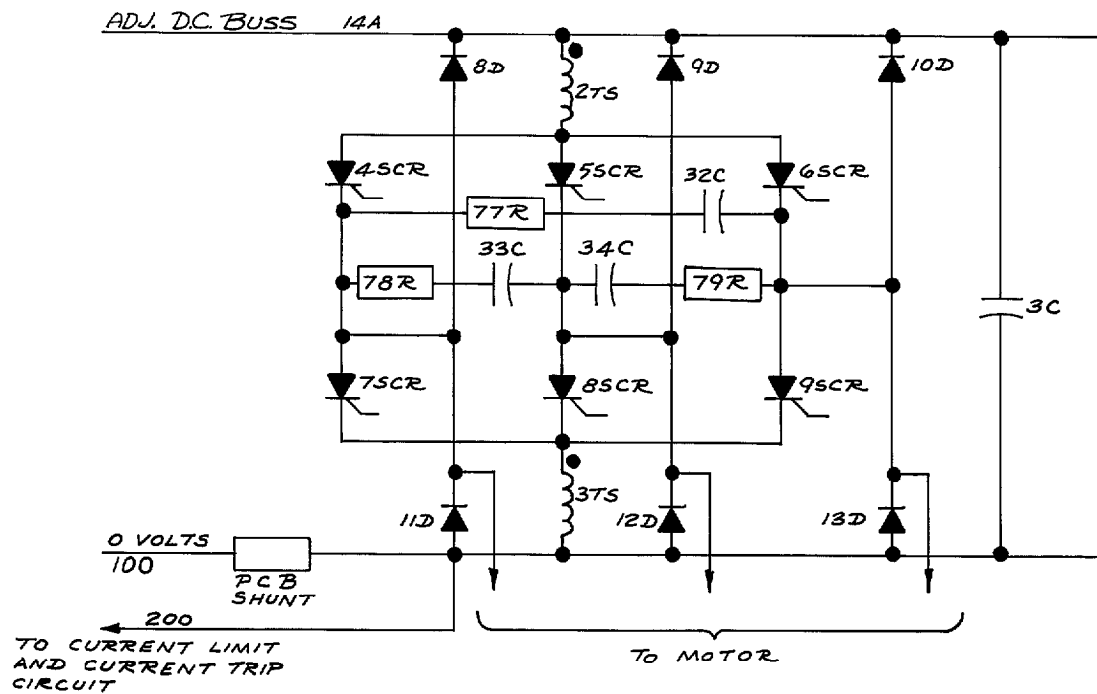 ADJ. D.C. BUSS 14A
8D
9D
10D
2TS
4SCR
5SCR
6SCR
32C
77R
33C
34C
78R
79R
3C
7SCR
8SCR
9SCR
3TS
11D
12D
13D
0 VOLTS
100
PCB
SHUNT
200
TO CURRENT LIMIT
AND CURRENT TRIP
CIRCUIT
TO MOTOR